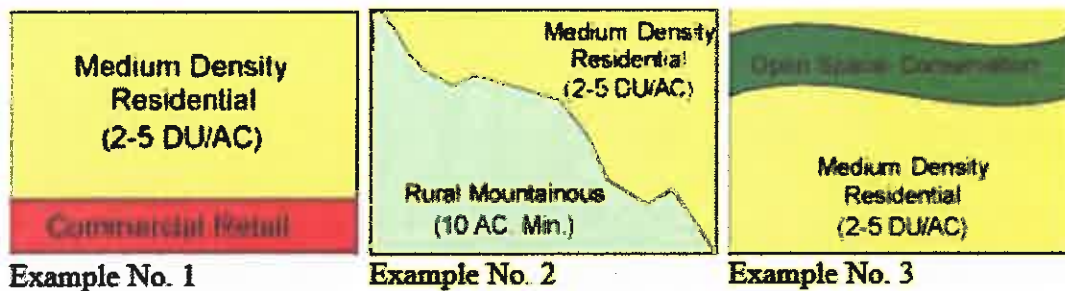 Medium Density
Residential
(2-5 DU/AC)
Commercial Retail
Example No. 1
Medium Density
Residential
(2-5 DU/AC)
Rural Mountainous
(10 AC. Min.)
Example No. 2
Open Space-Conservation
Medium Density
Residential
(2-5 DU/AC)
Example No. 3